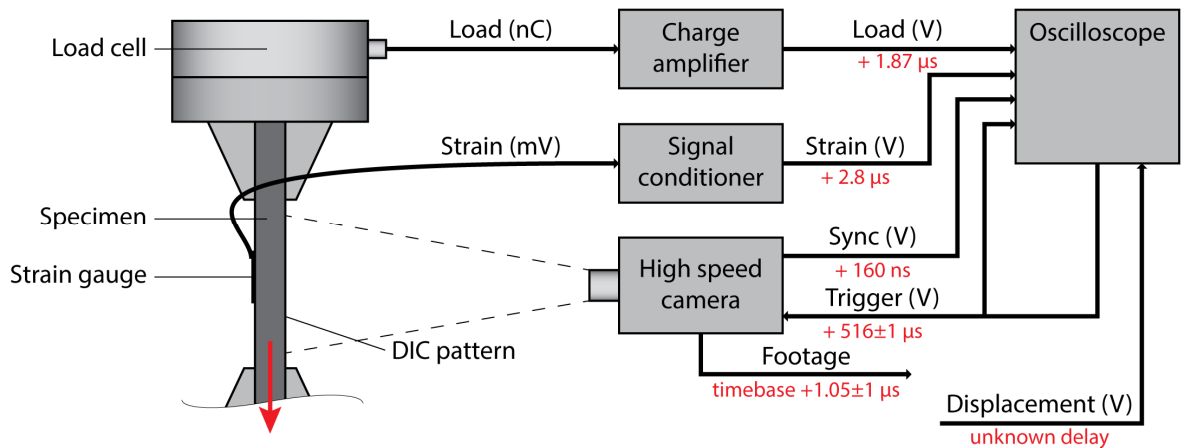 Load cell
Load (nC)
Charge
amplifier
Load (V)
+ 1.87 µs
Oscilloscope
Strain (mV)
Signal
conditioner
Strain (V)
+ 2.8 µs
Specimen
Strain gauge
High speed
camera
Sync (V)
+ 160 ns
Trigger (V)
+ 516±1 µs
DIC pattern
Footage
timebase +1.05±1 µs
Displacement (V)
unknown delay